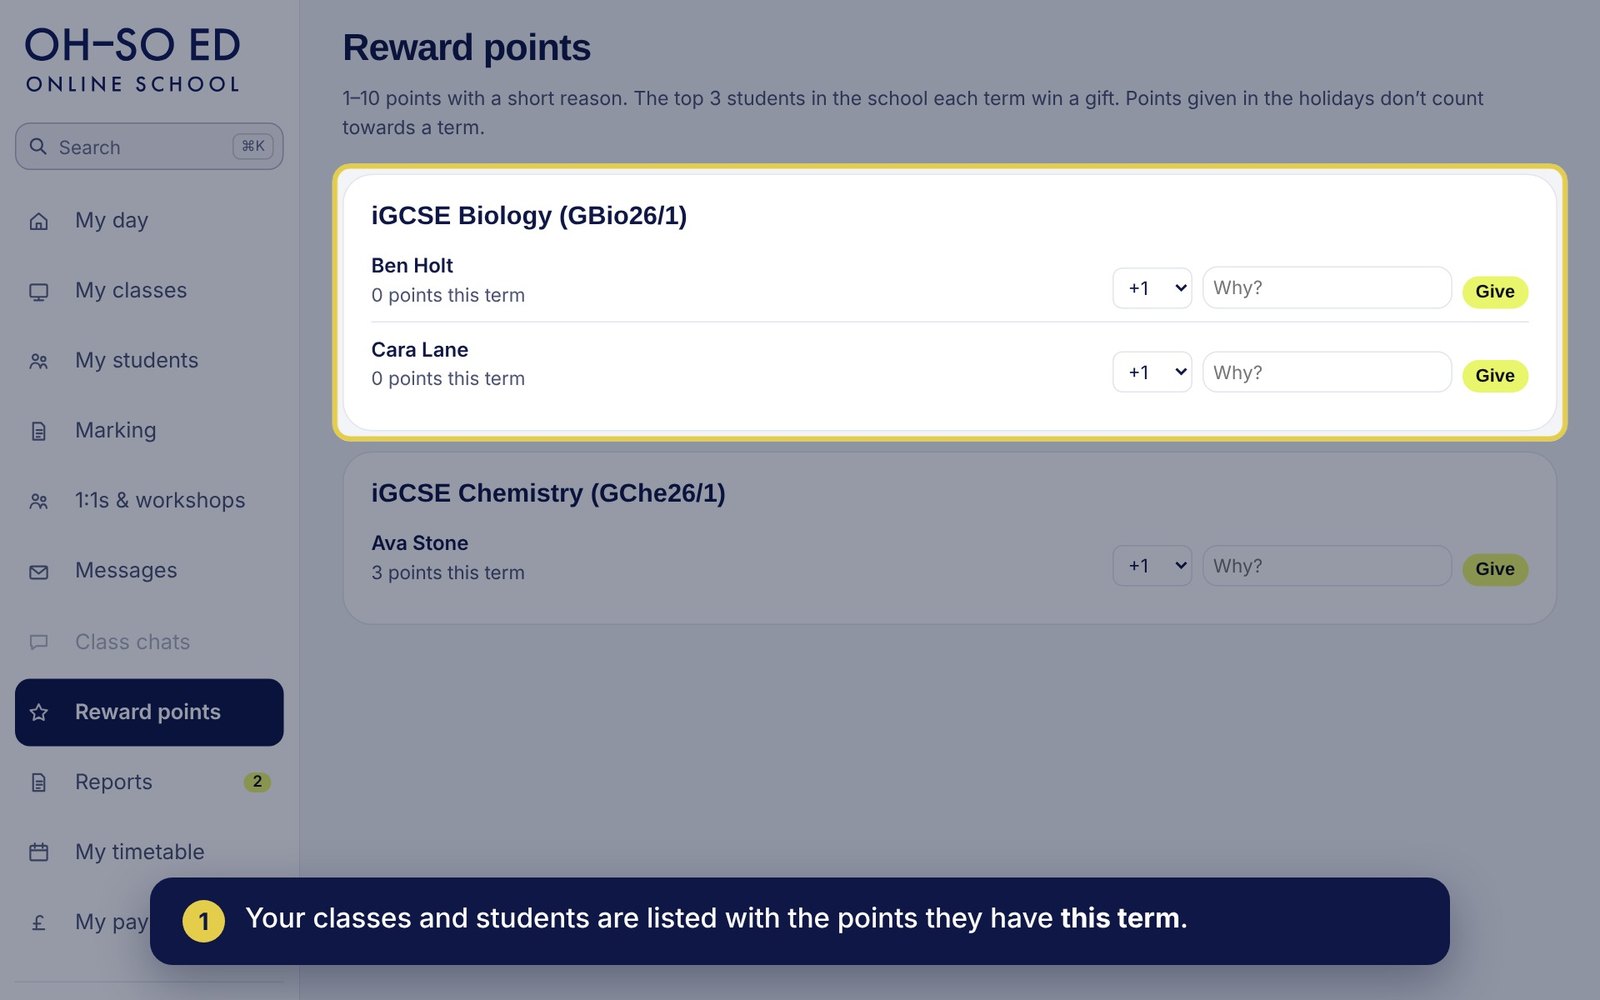 OH-SO ED
ONLINE SCHOOL
Search ⌘K
My day
My classes
My students
Marking
1:1s & workshops
Messages
Class chats
Reward points
Reports 2
My timetable
£ My pay
Reward points
1–10 points with a short reason. The top 3 students in the school each term win a gift. Points given in the holidays don’t count
towards a term.
iGCSE Biology (GBio26/1)
Ben Holt
0 points this term
+1 Why? Give
Cara Lane
0 points this term
+1 Why? Give
iGCSE Chemistry (GChe26/1)
Ava Stone
3 points this term
+1 Why? Give
1 Your classes and students are listed with the points they have this term.